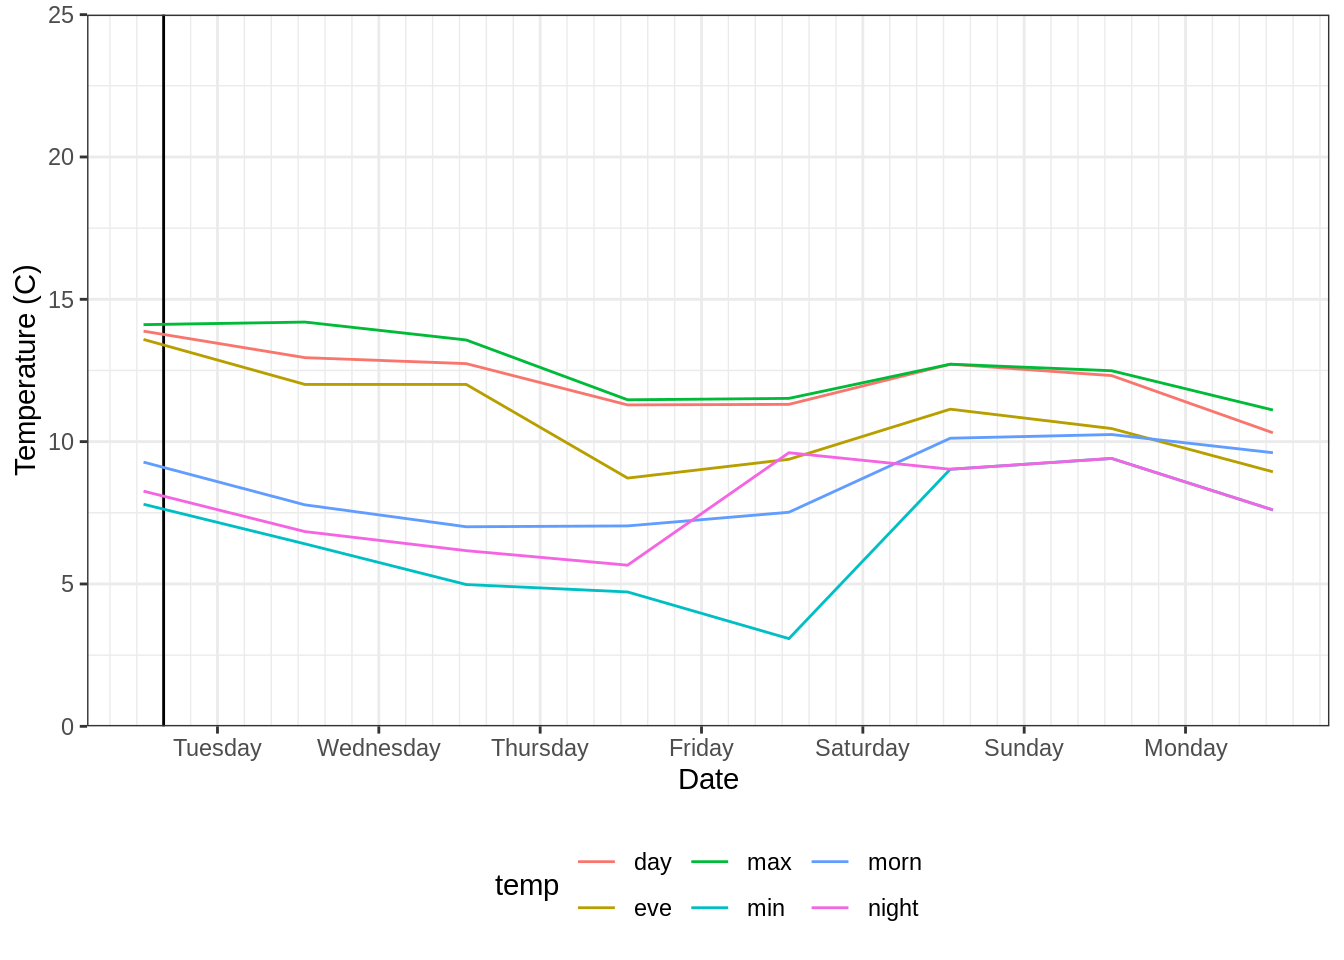 25
20
15
10
5
0
Temperature (C)
Tuesday Wednesday Thursday Friday Saturday Sunday Monday
Date
temp
day max morn
eve min night